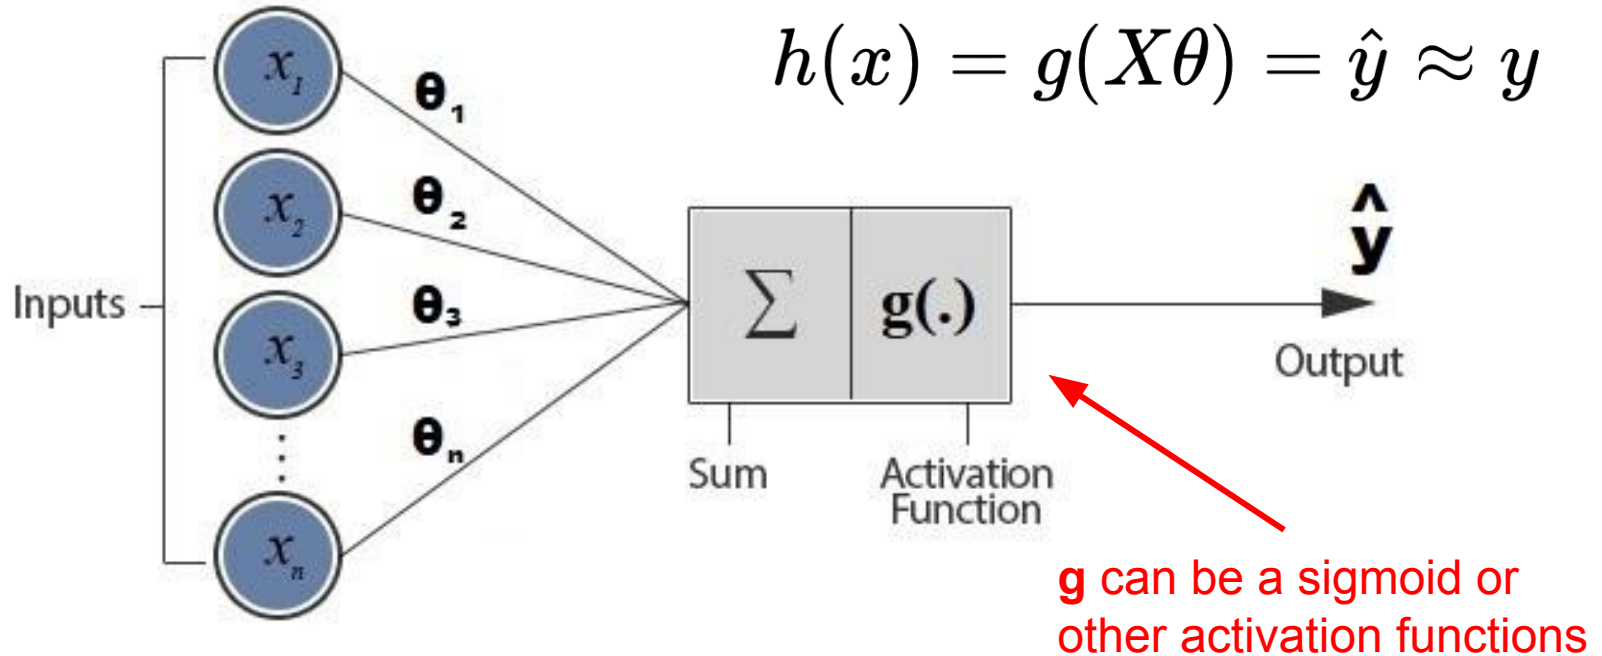 h(x) = g(Xθ) = ŷ ≈ y
x₁
θ₁
x₂
θ₂
Inputs
x₃
θ₃
⋮
xₙ
θₙ
∑
g(.)
Sum
Activation
Function
ŷ
Output
g can be a sigmoid or
other activation functions